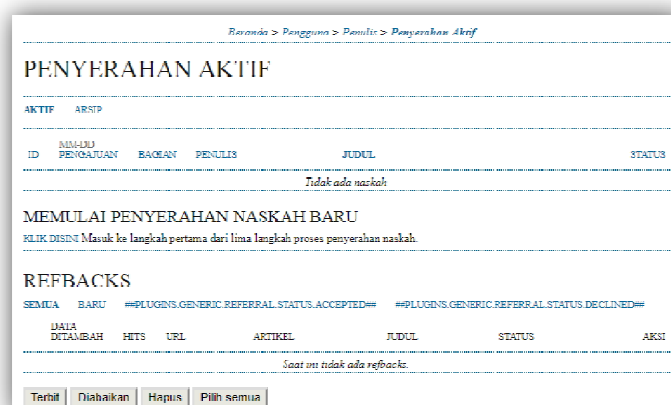 Beranda > Pengguna > Penulis > Penyerahan Aktif
PENYERAHAN AKTIF
AKTIF ARSIP
ID MM-DD PENGAJUAN BAGIAN PENULIS JUDUL STATUS
Tidak ada naskah
MEMULAI PENYERAHAN NASKAH BARU
KLIK DISINI Masuk ke langkah pertama dari lima langkah proses penyerahan naskah.
REFBACKS
SEMUA BARU ##PLUGINS.GENERIC.REFERRAL.STATUS.ACCEPTED## ##PLUGINS.GENERIC.REFERRAL.STATUS.DECLINED##
DATA DITAMBAH HITS URL ARTIKEL JUDUL STATUS AKSI
Saat ini tidak ada refbacks.
Terbit Diabaikan Hapus Pilih semua